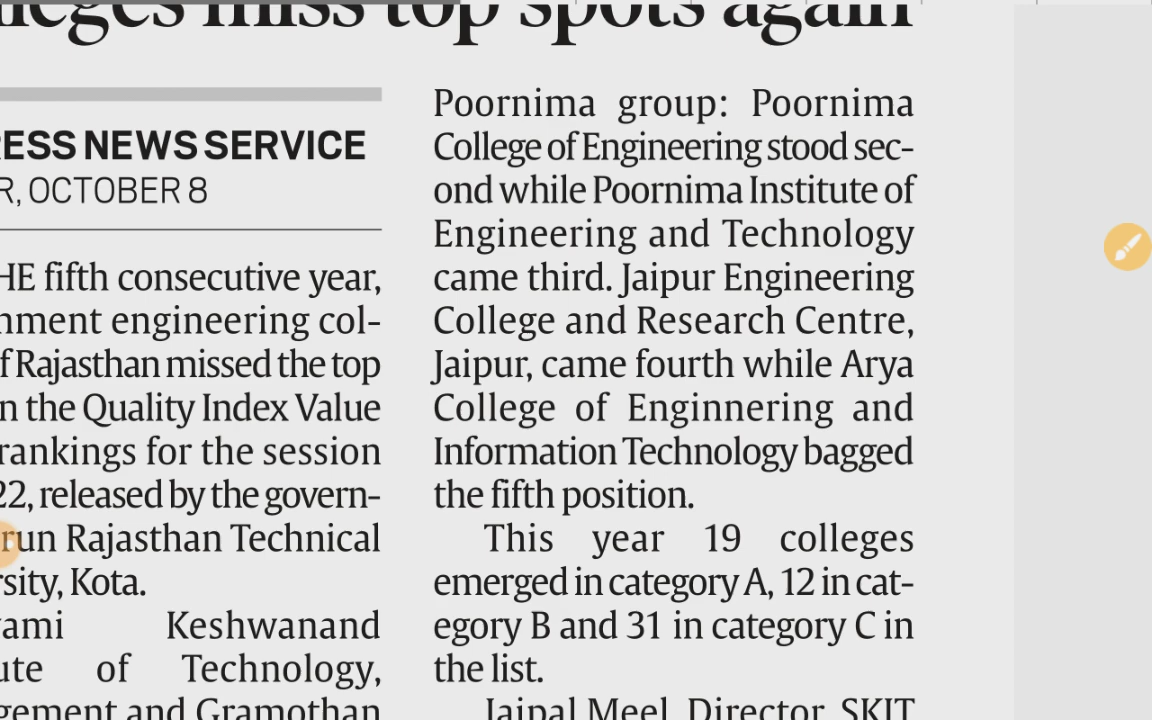 lleges miss top spots again
RESS NEWS SERVICE
R, OCTOBER 8
HE fifth consecutive year,
nment engineering col-
f Rajasthan missed the top
n the Quality Index Value
rankings for the session
22, released by the govern-
run Rajasthan Technical
rsity, Kota.
ami Keshwanand
ute of Technology,
gement and Gramothan
Poornima group: Poornima
College of Engineering stood sec-
ond while Poornima Institute of
Engineering and Technology
came third. Jaipur Engineering
College and Research Centre,
Jaipur, came fourth while Arya
College of Enginnering and
Information Technology bagged
the fifth position.
This year 19 colleges
emerged in category A, 12 in cat-
egory B and 31 in category C in
the list.
Jaipal Meel, Director, SKIT